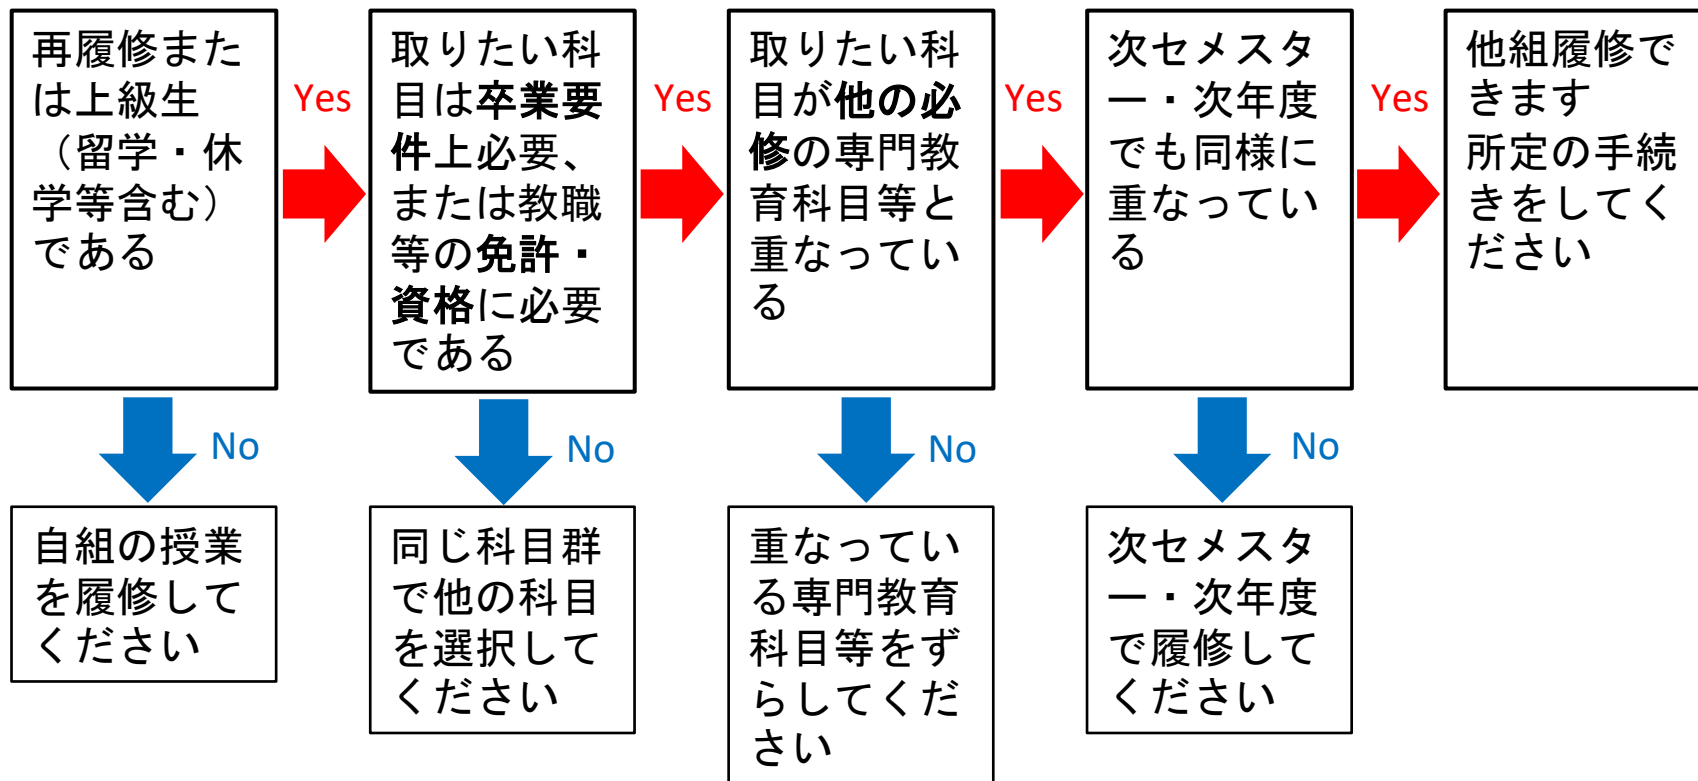 再履修また
は上級生
（留学・休
学等含む）
である
Yes
取りたい科
目は卒業要
件上必要、
または教職
等の免許・
資格に必要
である
Yes
取りたい科
目が他の必
修の専門教
育科目等と
重なってい
る
Yes
次セメスタ
ー・次年度
でも同様に
重なってい
る
Yes
他組履修で
きます
所定の手続
きをしてく
ださい
No
No
No
No
自組の授業
を履修して
ください
同じ科目群
で他の科目
を選択して
ください
重なってい
る専門教育
科目等をず
らしてくだ
さい
次セメスタ
ー・次年度
で履修して
ください